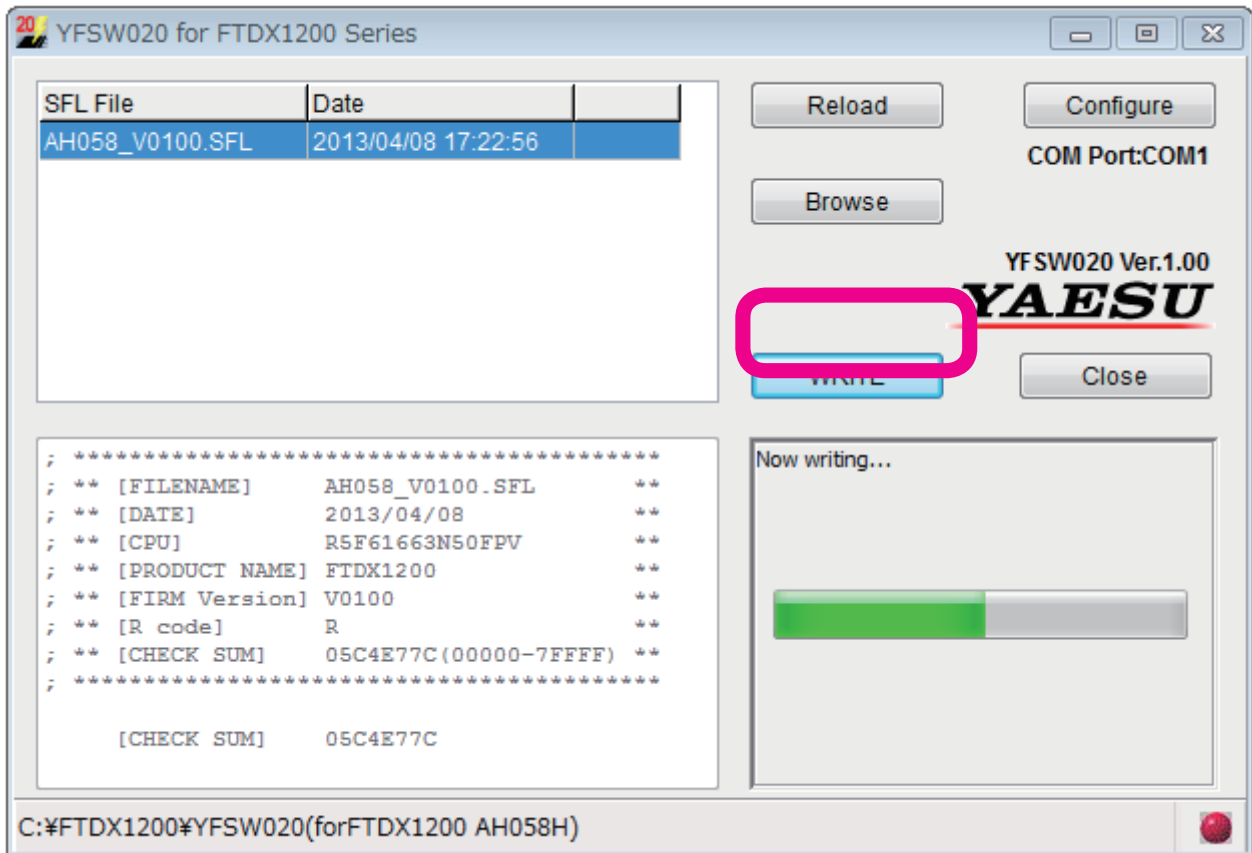 20
YFSW020 for FTDX1200 Series
SFL File Date
AH058_V0100.SFL 2013/04/08 17:22:56
Reload
Configure
COM Port:COM1
Browse
YFSW020 Ver.1.00
YAESU
WRITE
Close
; ******************************************
; ** [FILENAME] AH058_V0100.SFL **
; ** [DATE] 2013/04/08 **
; ** [CPU] R5F61663N50FPV **
; ** [PRODUCT NAME] FTDX1200 **
; ** [FIRM Version] V0100 **
; ** [R code] R **
; ** [CHECK SUM] 05C4E77C(00000-7FFFF) **
; ******************************************
[CHECK SUM] 05C4E77C
Now writing...
C:¥FTDX1200¥YFSW020(forFTDX1200 AH058H)